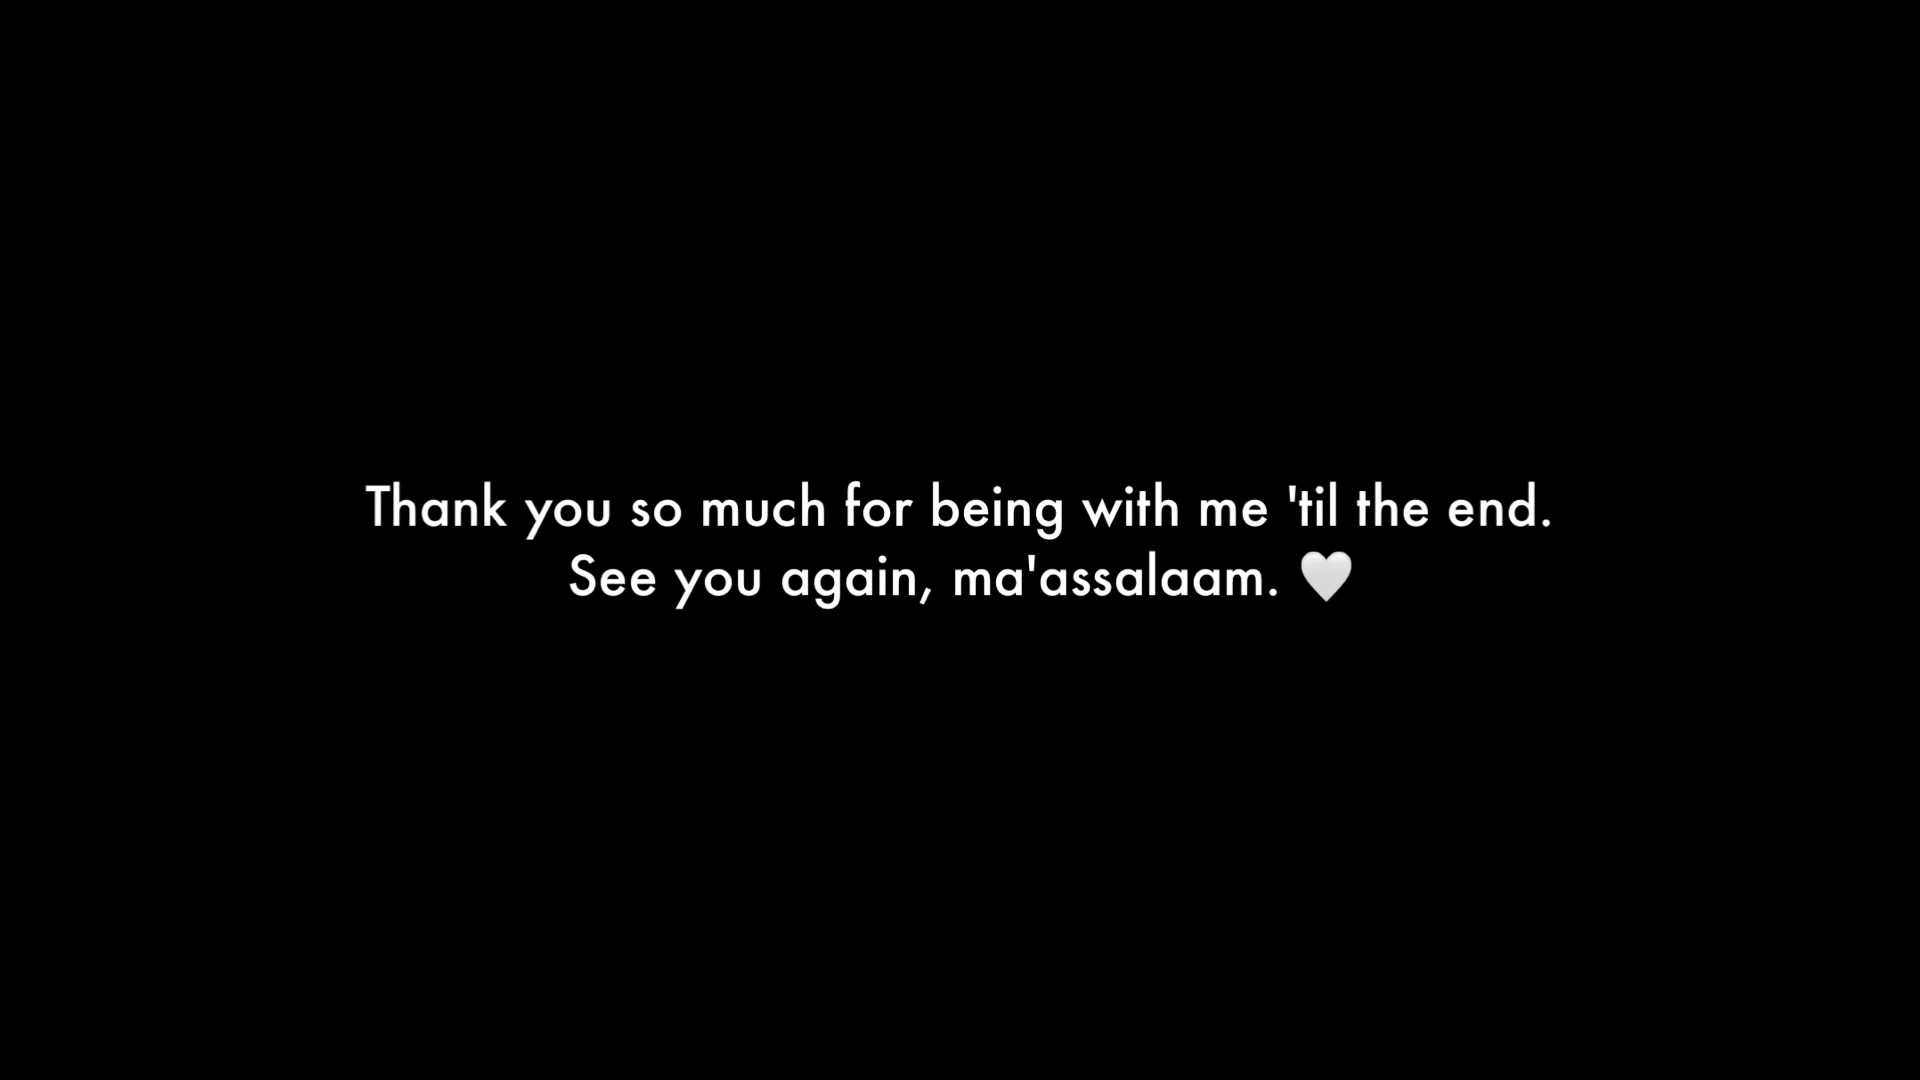 Thank you so much for being with me 'til the end.
See you again, ma'assalaam. 🤍